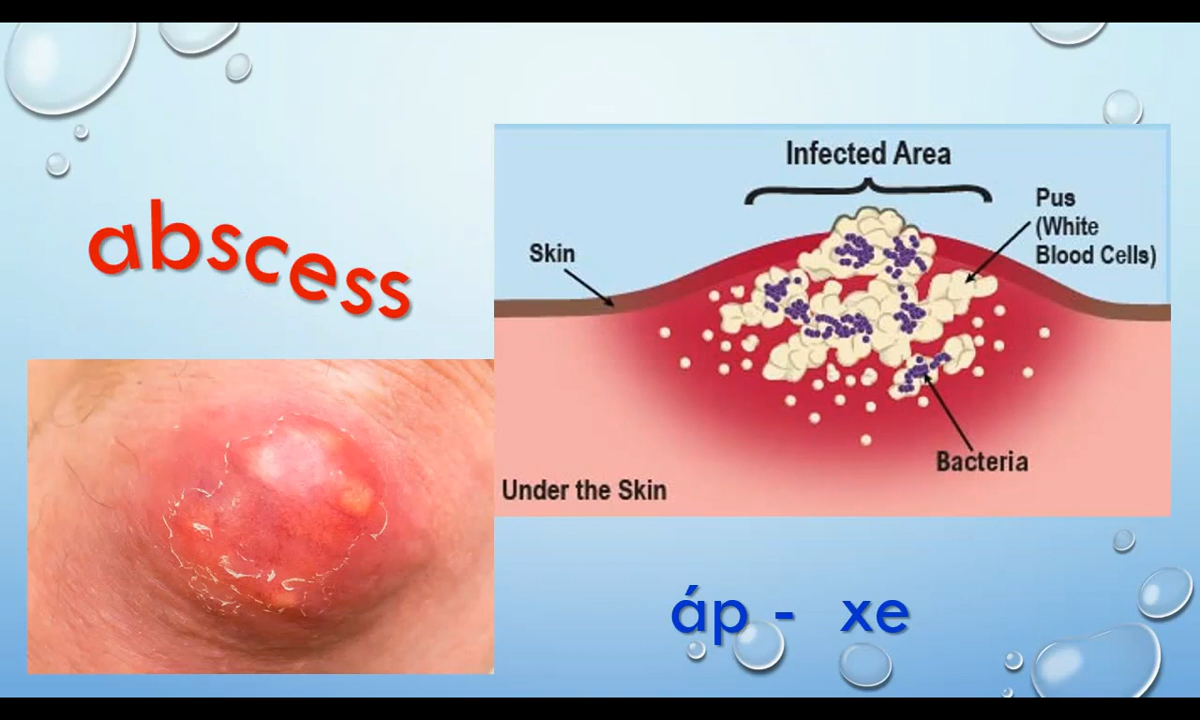 abscess
Infected Area
Pus
(White
Blood Cells)
Skin
Bacteria
Under the Skin
áp - xe